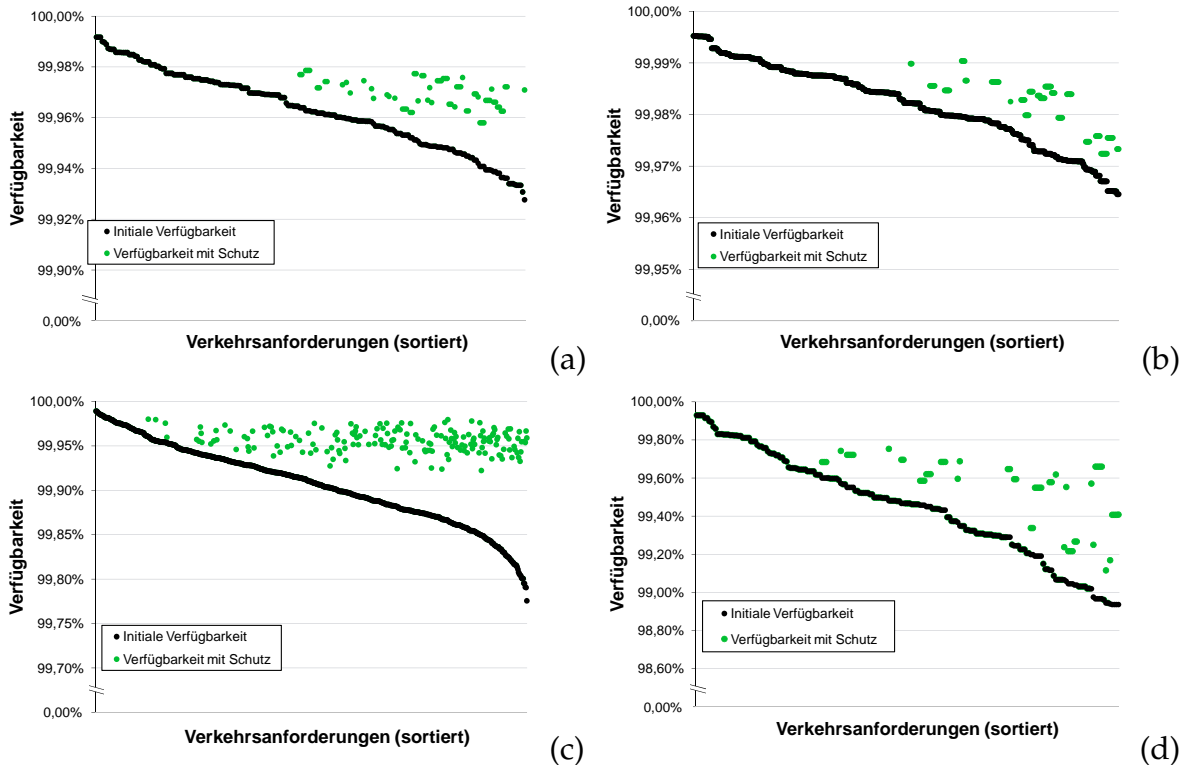 100,00%
99,98%
99,96%
99,94%
99,92%
99,90%
0,00%
Verfügbarkeit
Initiale Verfügbarkeit
Verfügbarkeit mit Schutz
Verkehrsanforderungen (sortiert)
(a)
100,00%
99,99%
99,98%
99,97%
99,96%
99,95%
0,00%
Verfügbarkeit
Initiale Verfügbarkeit
Verfügbarkeit mit Schutz
Verkehrsanforderungen (sortiert)
(b)
100,00%
99,95%
99,90%
99,85%
99,80%
99,75%
99,70%
0,00%
Verfügbarkeit
Initiale Verfügbarkeit
Verfügbarkeit mit Schutz
Verkehrsanforderungen (sortiert)
(c)
100,00%
99,80%
99,60%
99,40%
99,20%
99,00%
98,80%
98,60%
0,00%
Verfügbarkeit
Initiale Verfügbarkeit
Verfügbarkeit mit Schutz
Verkehrsanforderungen (sortiert)
(d)